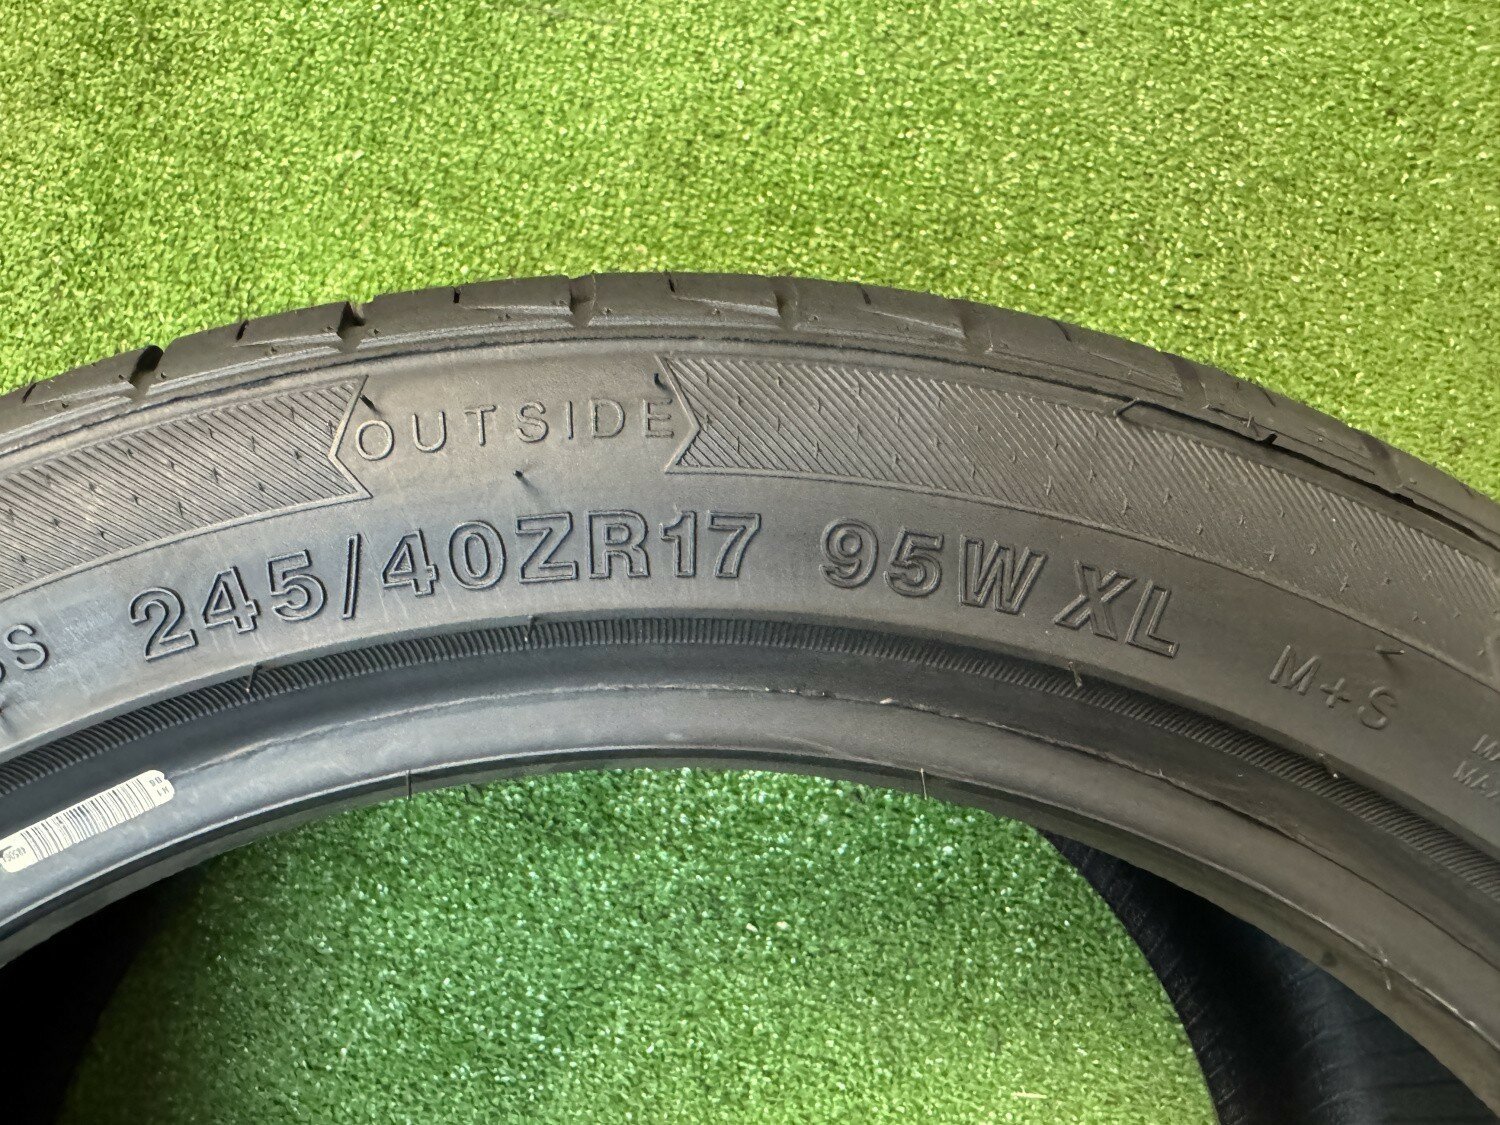 OUTSIDE
245/40ZR17 95W XL
M+S